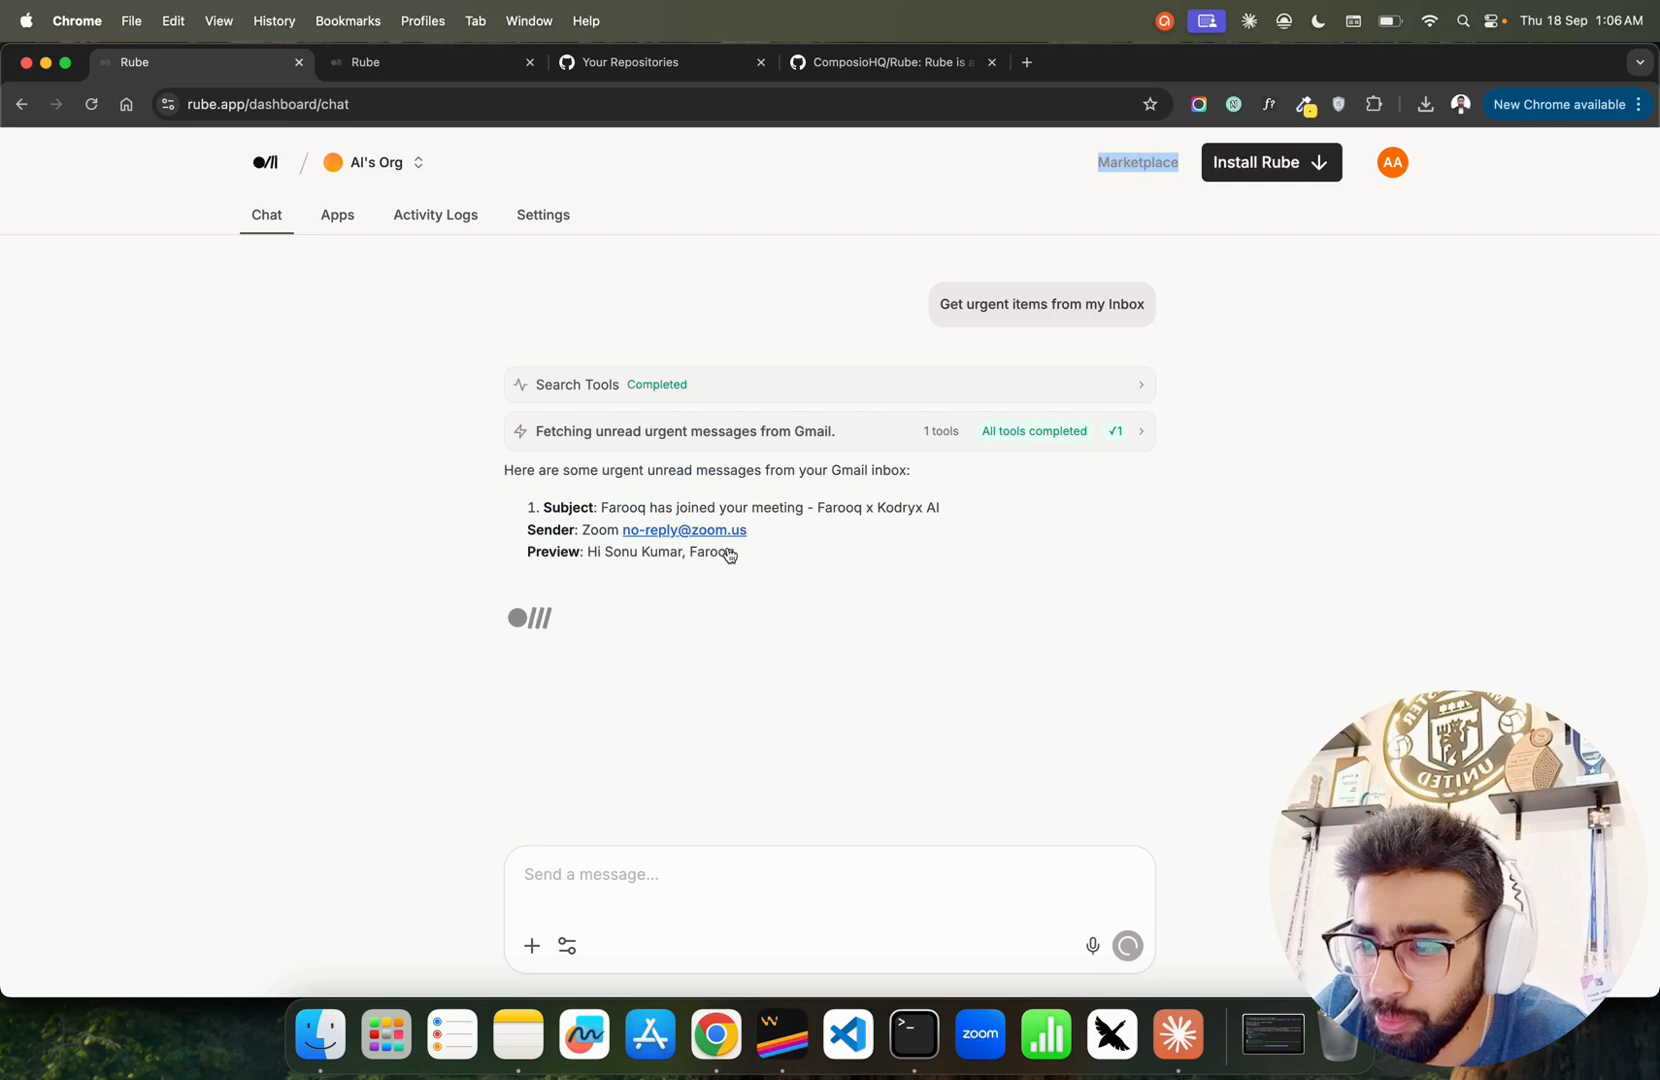 Chrome File Edit View History Bookmarks Profiles Tab Window Help Thu 18 Sep 1:06 AM
Rube Rube Your Repositories ComposioHQ/Rube: Rube is a
rube.app/dashboard/chat f? New Chrome available
AI's Org Marketplace Install Rube AA
Chat Apps Activity Logs Settings
Get urgent items from my Inbox
Search Tools Completed
Fetching unread urgent messages from Gmail. 1 tools All tools completed ✓1
Here are some urgent unread messages from your Gmail inbox:
1. Subject: Farooq has joined your meeting - Farooq x Kodryx AI
Sender: Zoom no-reply@zoom.us
Preview: Hi Sonu Kumar, Farooq
Send a message...
UNITED
zoom